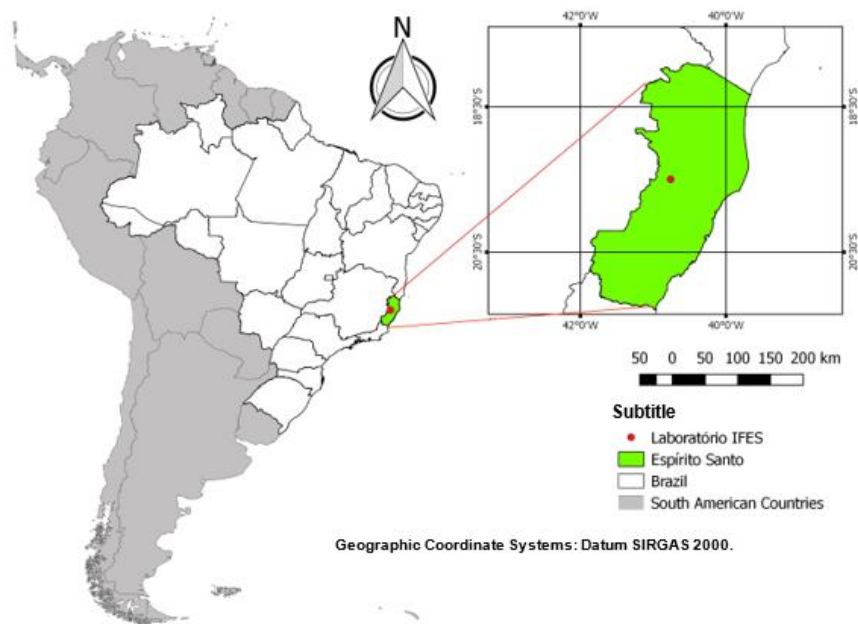 N
42°0'W 40°0'W
18°30'S 18°30'S
20°30'S 20°30'S
42°0'W 40°0'W
50 0 50 100 150 200 km
Subtitle
Laboratório IFES
Espírito Santo
Brazil
South American Countries
Geographic Coordinate Systems: Datum SIRGAS 2000.